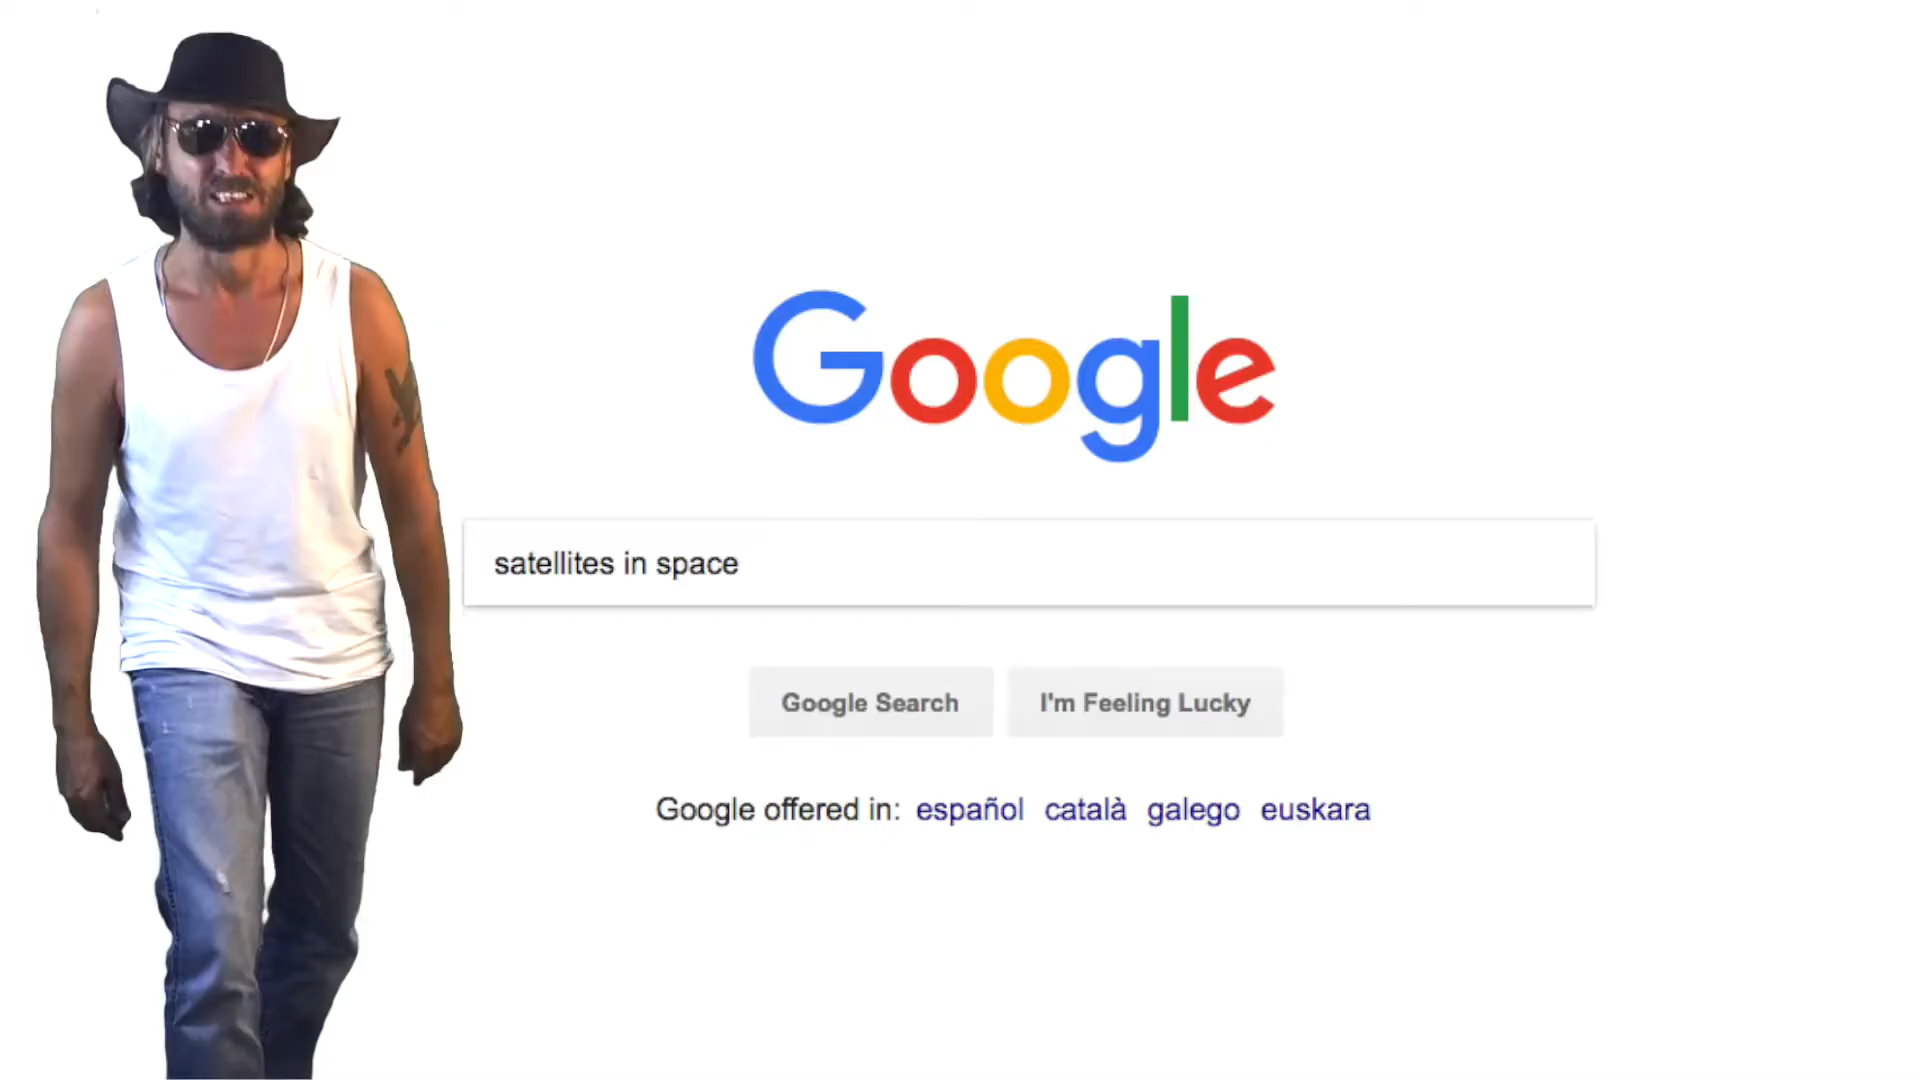 Google
satellites in space
Google Search I'm Feeling Lucky
Google offered in: español català galego euskara